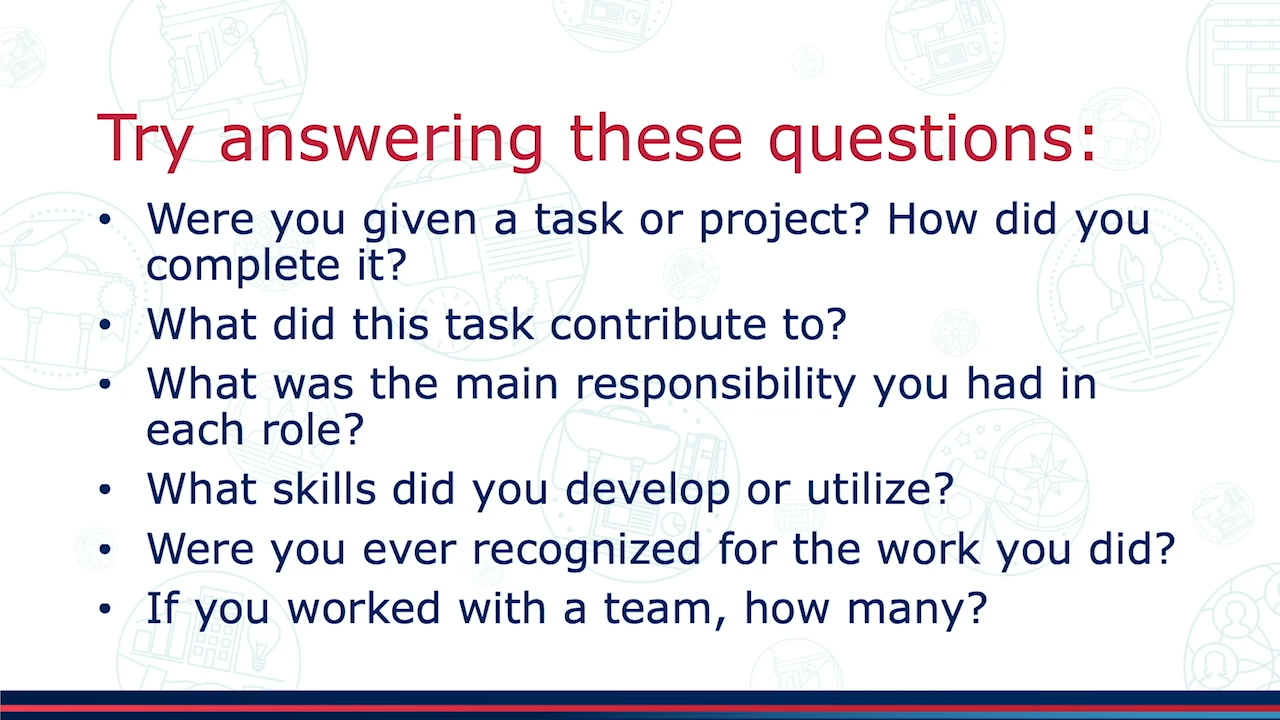 Try answering these questions:
• Were you given a task or project? How did you
complete it?
• What did this task contribute to?
• What was the main responsibility you had in
each role?
• What skills did you develop or utilize?
• Were you ever recognized for the work you did?
• If you worked with a team, how many?